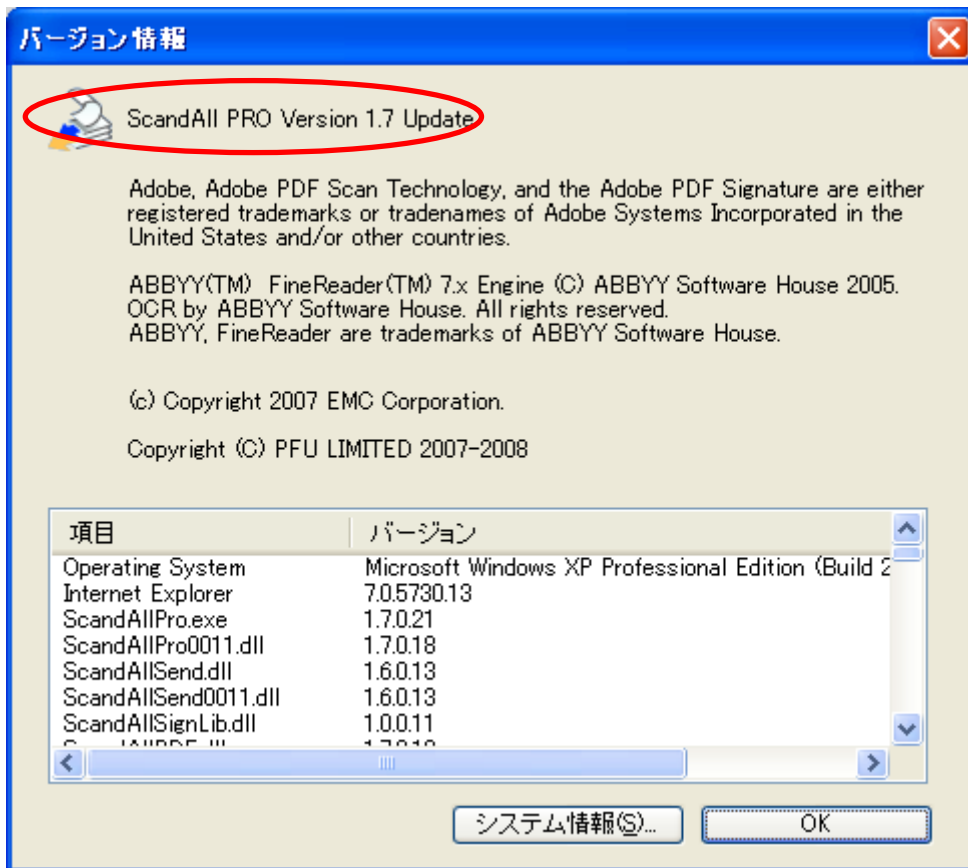 バージョン情報
ScandAll PRO Version 1.7 Update
Adobe, Adobe PDF Scan Technology, and the Adobe PDF Signature are either
registered trademarks or tradenames of Adobe Systems Incorporated in the
United States and/or other countries.
ABBYY(TM) FineReader(TM) 7.x Engine (C) ABBYY Software House 2005.
OCR by ABBYY Software House. All rights reserved.
ABBYY, FineReader are trademarks of ABBYY Software House.
(c) Copyright 2007 EMC Corporation.
Copyright (C) PFU LIMITED 2007-2008
項目 バージョン
Operating System Microsoft Windows XP Professional Edition (Build 2
Internet Explorer 7.0.5730.13
ScandAllPro.exe 1.7.0.21
ScandAllPro0011.dll 1.7.0.18
ScandAllSend.dll 1.6.0.13
ScandAllSend0011.dll 1.6.0.13
ScandAllSignLib.dll 1.0.0.11
システム情報(S)... OK